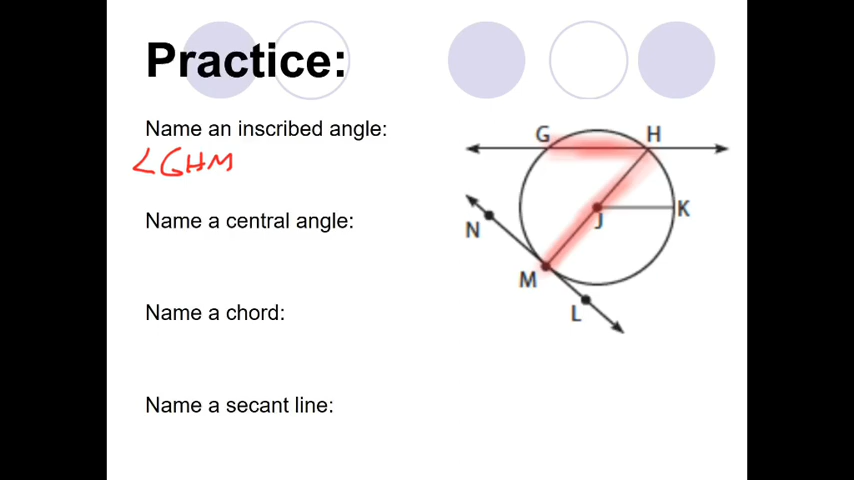 Practice:
Name an inscribed angle:
∠GHM
Name a central angle:
Name a chord:
Name a secant line:
G
H
J
K
N
M
L